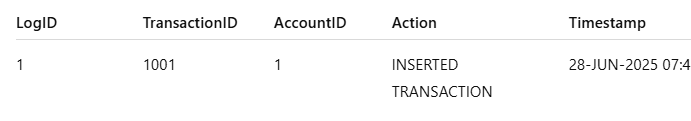 LogID TransactionID AccountID Action Timestamp
1 1001 1 INSERTED 28-JUN-2025 07:4
TRANSACTION